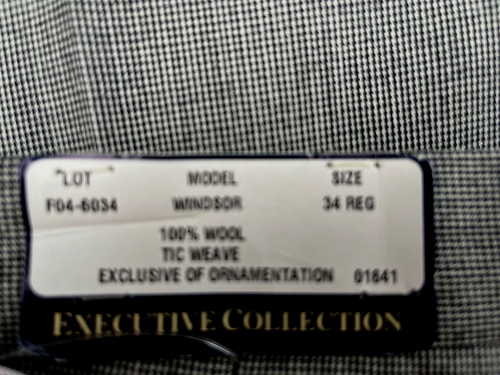 LOT MODEL SIZE
F04-6034 WINDSOR 34 REG
100% WOOL
TIC WEAVE
EXCLUSIVE OF ORNAMENTATION 01641
EXECUTIVE COLLECTION